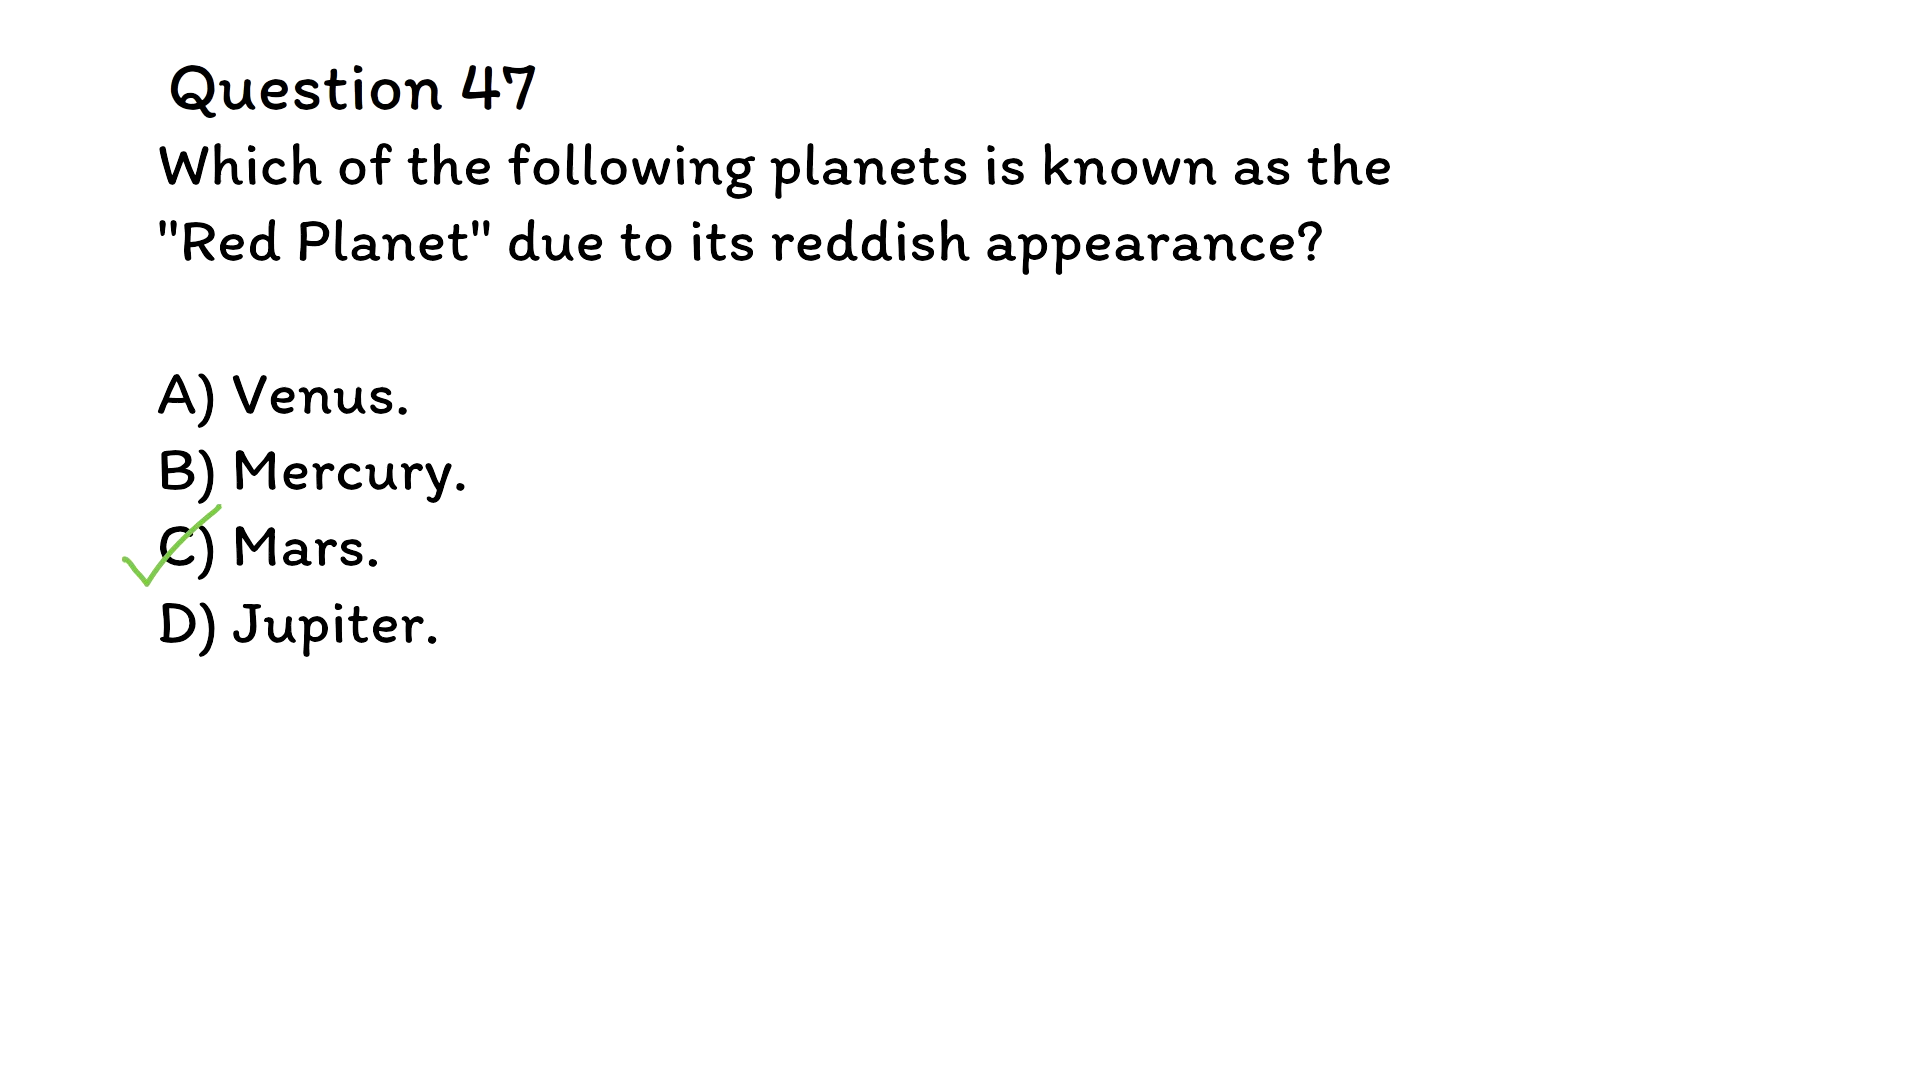 Question 47
Which of the following planets is known as the
"Red Planet" due to its reddish appearance?
A) Venus.
B) Mercury.
C) Mars.
D) Jupiter.